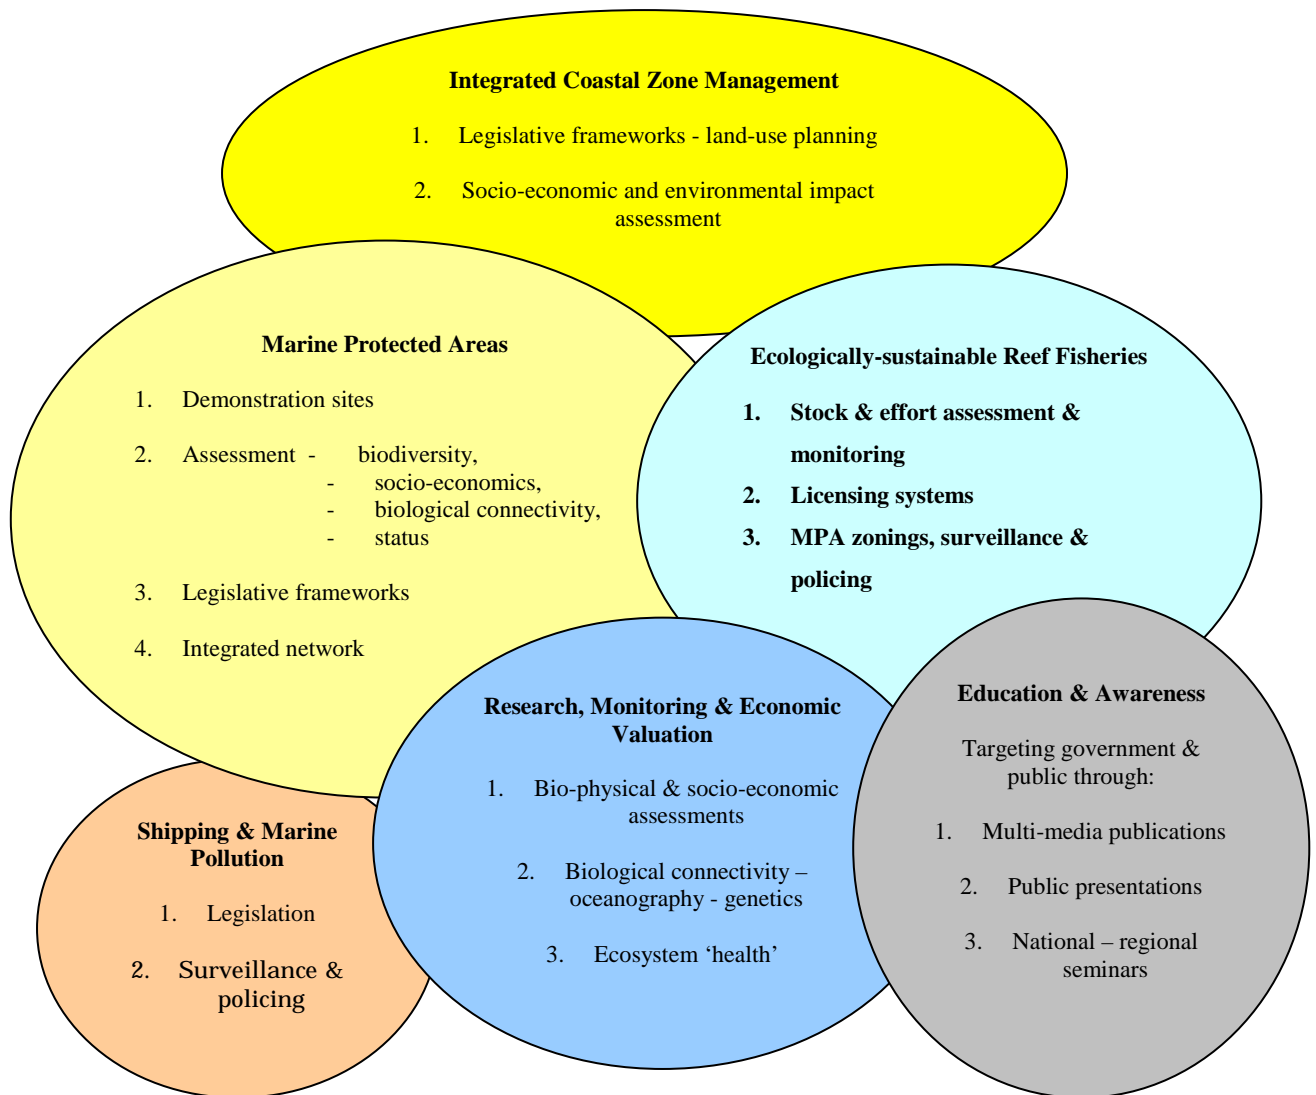 Integrated Coastal Zone Management
1. Legislative frameworks - land-use planning
2. Socio-economic and environmental impact
assessment
Marine Protected Areas
1. Demonstration sites
2. Assessment - biodiversity,
- socio-economics,
- biological connectivity,
- status
3. Legislative frameworks
4. Integrated network
Ecologically-sustainable Reef Fisheries
1. Stock & effort assessment &
monitoring
2. Licensing systems
3. MPA zonings, surveillance &
policing
Research, Monitoring & Economic
Valuation
1. Bio-physical & socio-economic
assessments
2. Biological connectivity –
oceanography - genetics
3. Ecosystem ‘health’
Education & Awareness
Targeting government &
public through:
1. Multi-media publications
2. Public presentations
3. National – regional
seminars
Shipping & Marine
Pollution
1. Legislation
2. Surveillance &
policing